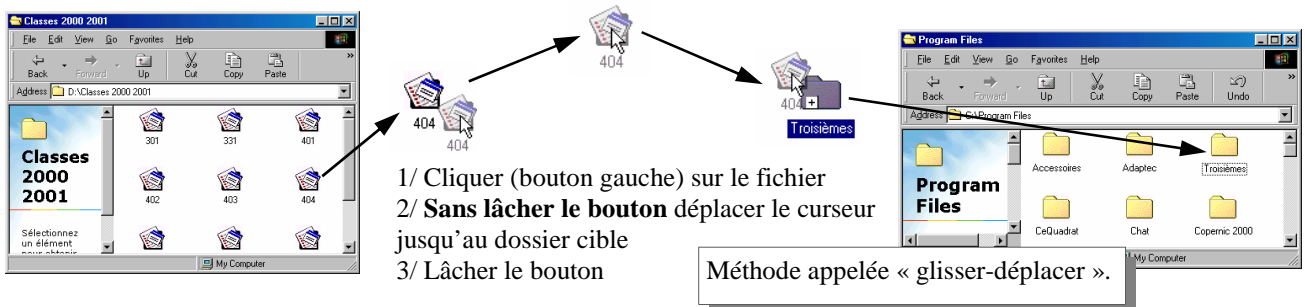 Classes 2000 2001
File Edit View Go Favorites Help
Back Forward Up Cut Copy Paste »
Address D:\Classes 2000 2001
Classes
2000
2001
Sélectionnez
un élément
pour obtenir
301 331 401
402 403 404
My Computer
404
404
404
404
Troisièmes
1/ Cliquer (bouton gauche) sur le fichier
2/ Sans lâcher le bouton déplacer le curseur
jusqu’au dossier cible
3/ Lâcher le bouton
Méthode appelée « glisser-déplacer ».
Program Files
File Edit View Go Favorites Help
Back Forward Up Cut Copy Paste Undo »
Address C:\Program Files
Program
Files
Accessoires Adaptec Troisièmes
CeQuadrat Chat Copernic 2000
My Computer